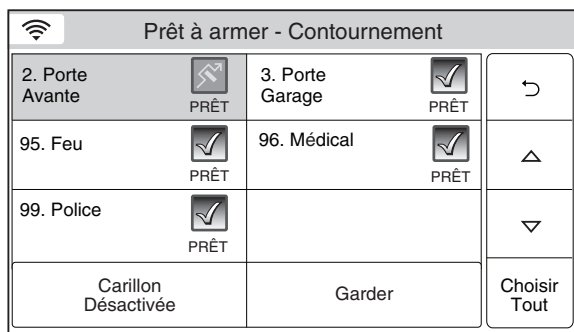 Prêt à armer - Contournement
2. Porte
Avante
PRÊT
3. Porte
Garage
PRÊT
95. Feu
PRÊT
96. Médical
PRÊT
99. Police
PRÊT
Carillon
Désactivée
Garder
Choisir
Tout